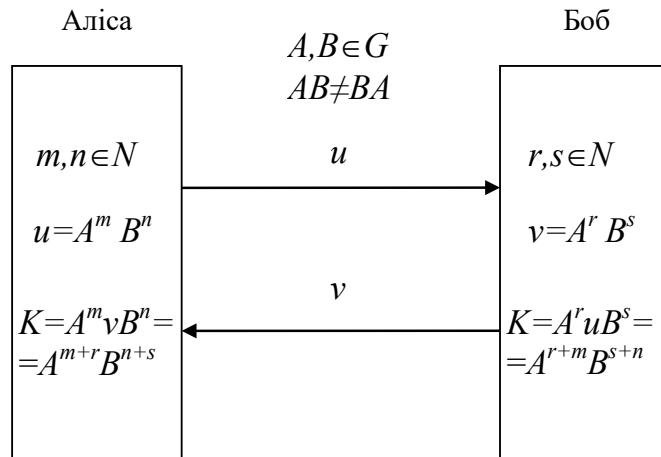 Аліса
Боб
A,B∈G
AB≠BA
m,n∈N
u
r,s∈N
u=A^m B^n
v=A^r B^s
v
K=A^m vB^n=
=A^{m+r}B^{n+s}
K=A^r uB^s=
=A^{r+m}B^{s+n}